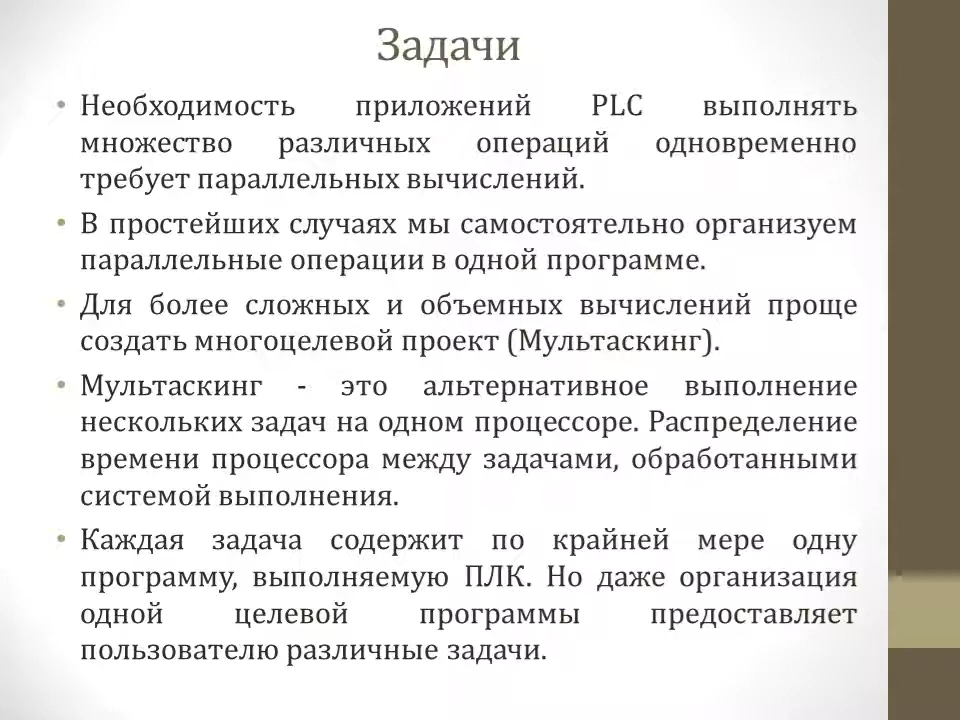 Задачи
• Необходимость приложений PLC выполнять
множество различных операций одновременно
требует параллельных вычислений.
• В простейших случаях мы самостоятельно организуем
параллельные операции в одной программе.
• Для более сложных и объемных вычислений проще
создать многоцелевой проект (Мультаскинг).
• Мультаскинг - это альтернативное выполнение
нескольких задач на одном процессоре. Распределение
времени процессора между задачами, обработанными
системой выполнения.
• Каждая задача содержит по крайней мере одну
программу, выполняемую ПЛК. Но даже организация
одной целевой программы предоставляет
пользователю различные задачи.